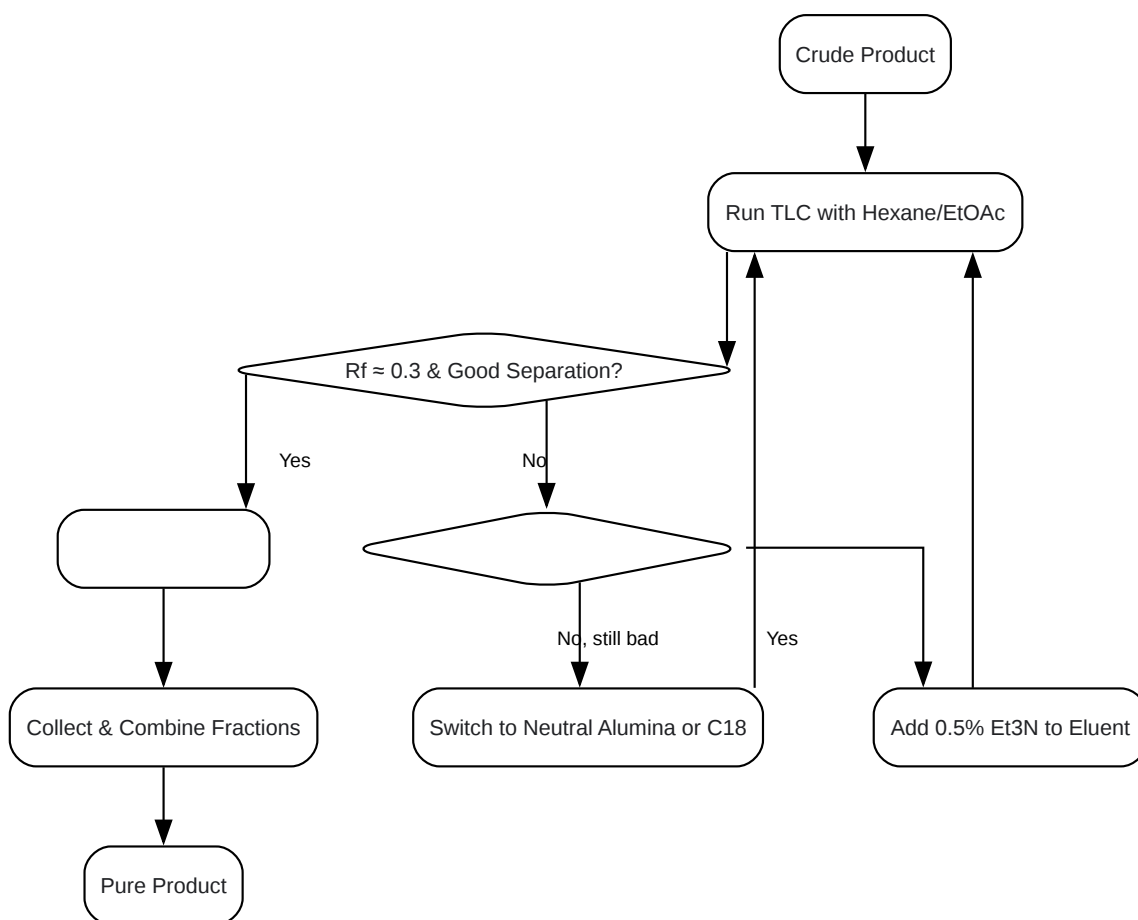 Crude Product
Run TLC with Hexane/EtOAc
Rf ≈ 0.3 & Good Separation?
Yes
No
No, still bad
Yes
Collect & Combine Fractions
Switch to Neutral Alumina or C18
Add 0.5% Et3N to Eluent
Pure Product